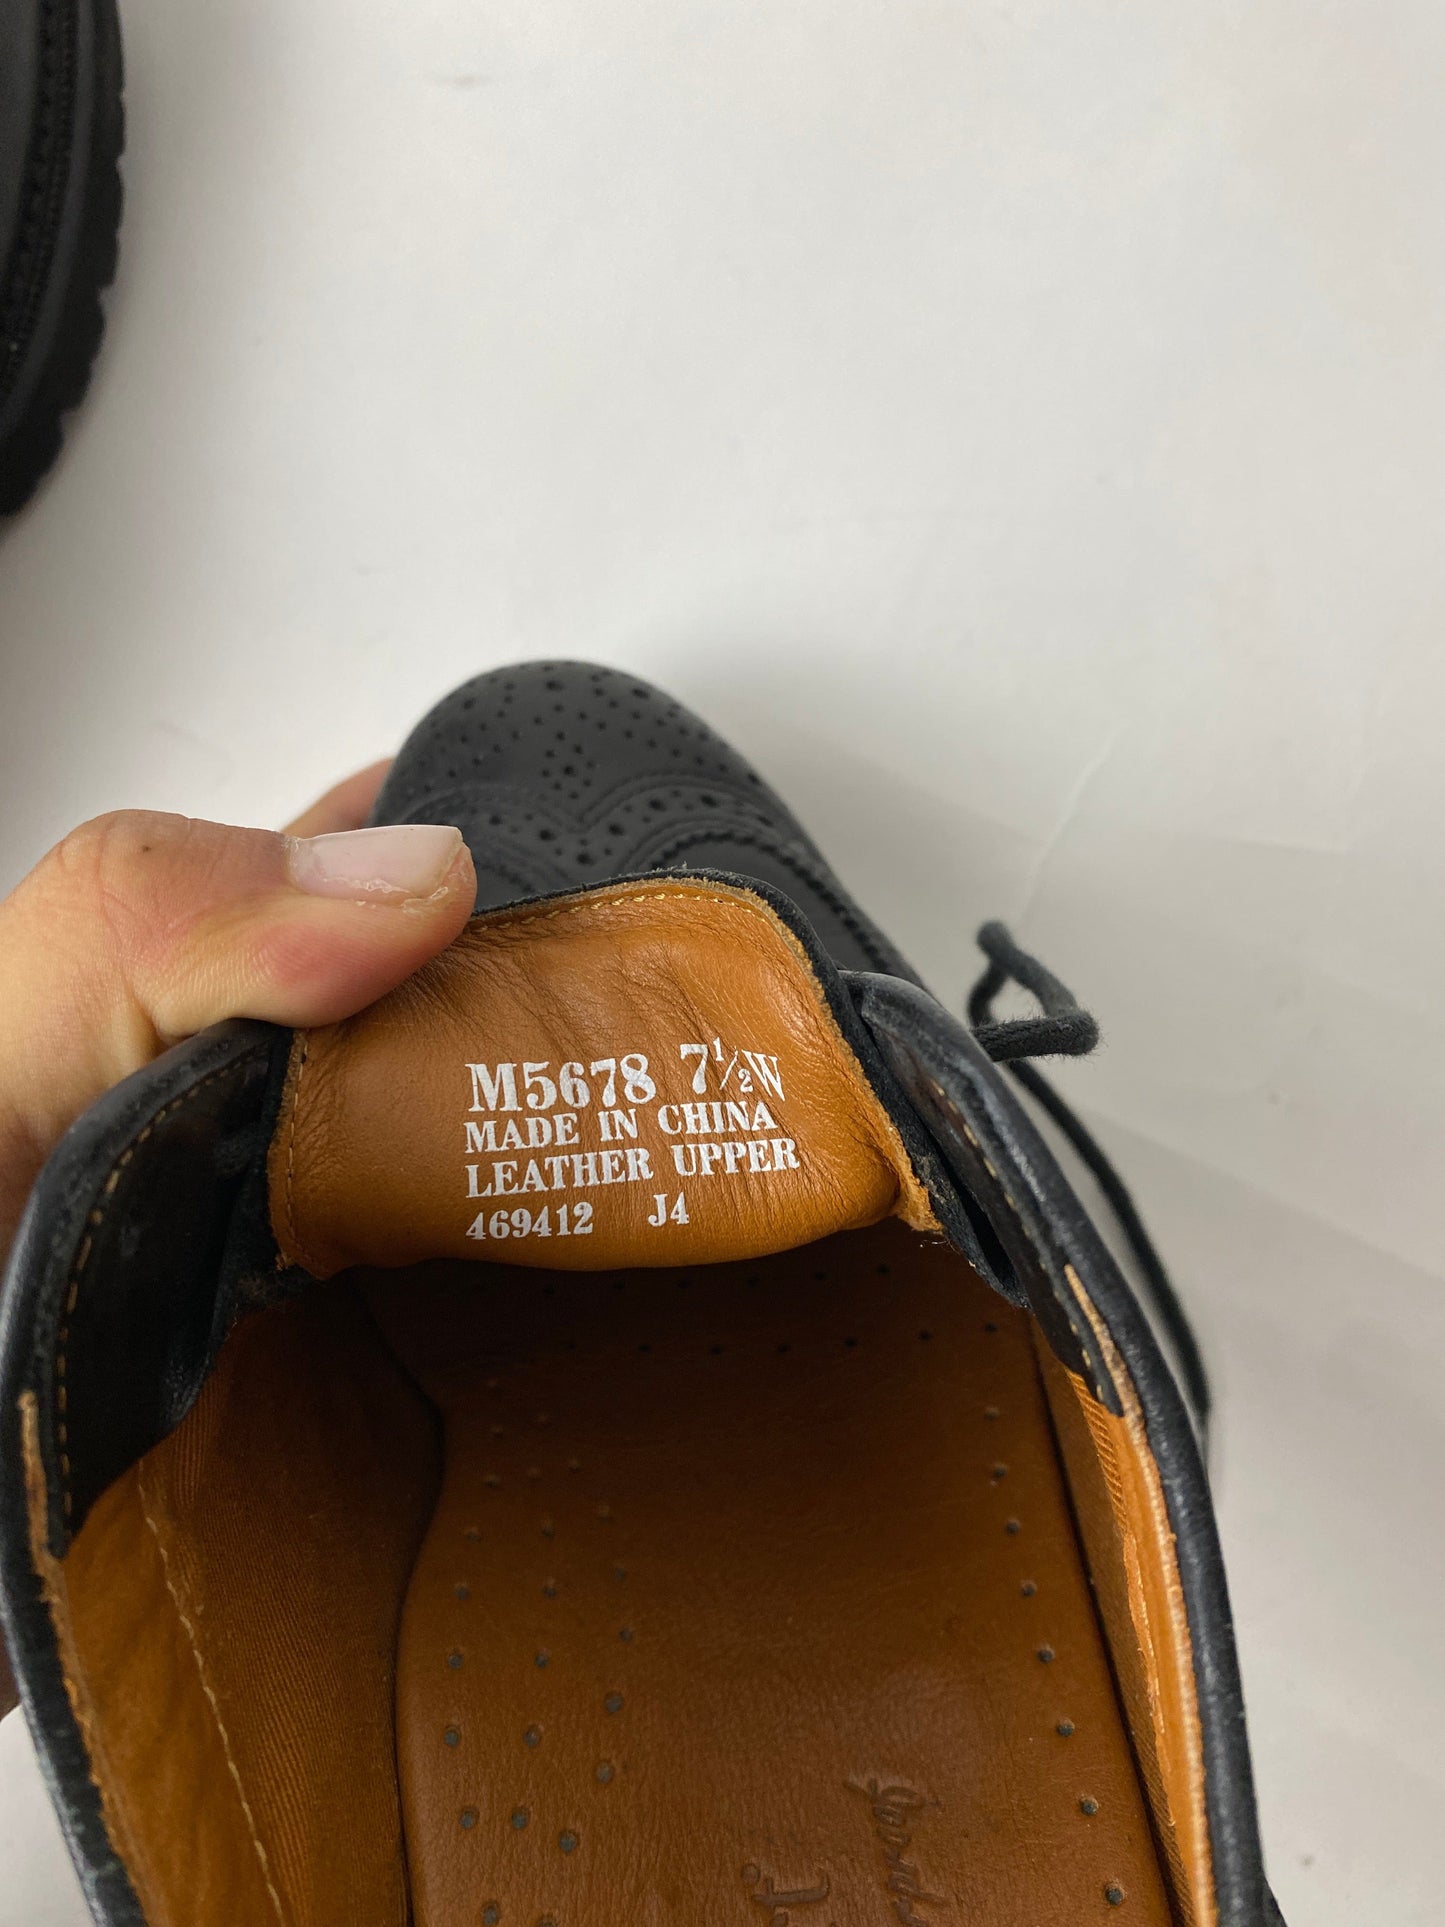 M5678 7½W
MADE IN CHINA
LEATHER UPPER
469412 J4